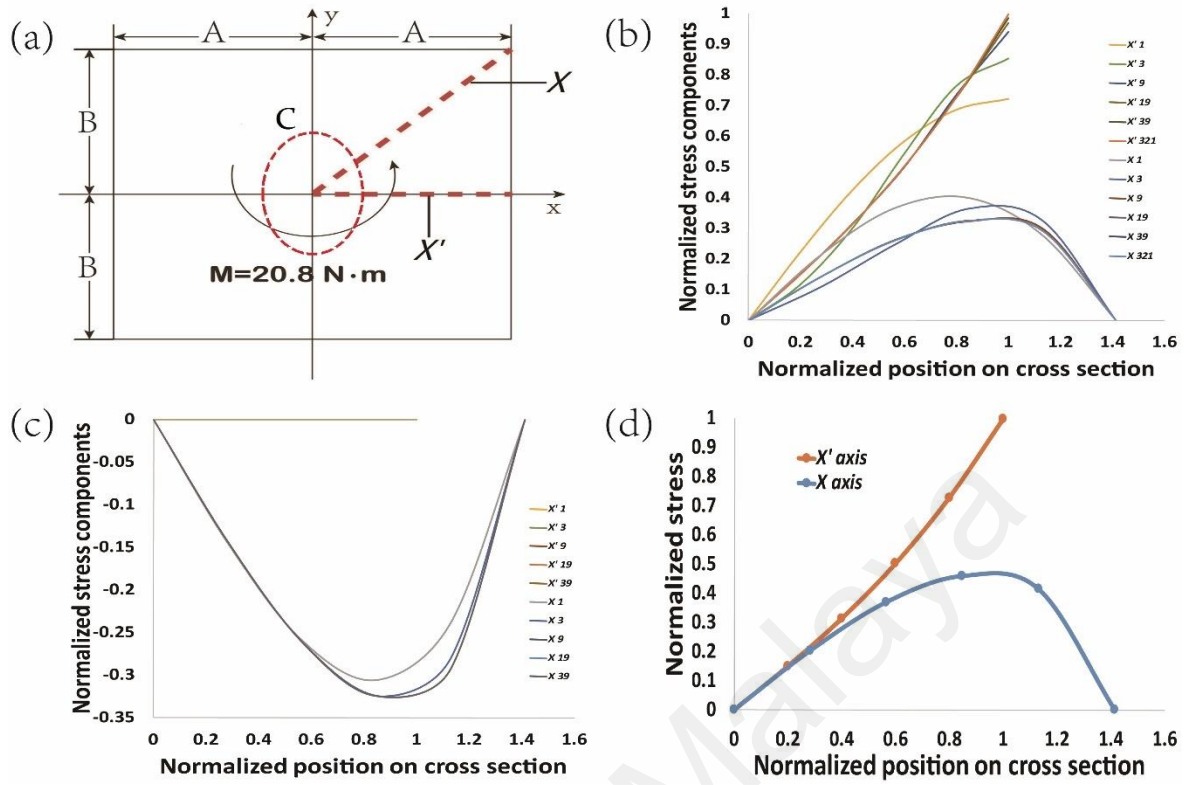 (a)
y
A A
B
X
C
x
B
X'
M=20.8 N·m
(b)
Normalized stress components
1
0.9
0.8
0.7
0.6
0.5
0.4
0.3
0.2
0.1
0
0 0.2 0.4 0.6 0.8 1 1.2 1.4 1.6
Normalized position on cross section
X' 1
X' 3
X' 9
X' 19
X' 39
X' 321
X 1
X 3
X 9
X 19
X 39
X 321
(c)
Normalized stress components
0
-0.05
-0.1
-0.15
-0.2
-0.25
-0.3
-0.35
0 0.2 0.4 0.6 0.8 1 1.2 1.4 1.6
Normalized position on cross section
X' 1
X' 3
X' 9
X' 19
X' 39
X 1
X 3
X 9
X 19
X 39
(d)
Normalized stress
1
0.9
0.8
0.7
0.6
0.5
0.4
0.3
0.2
0.1
0
0 0.2 0.4 0.6 0.8 1 1.2 1.4 1.6
Normalized position on cross section
X' axis
X axis
Malaya